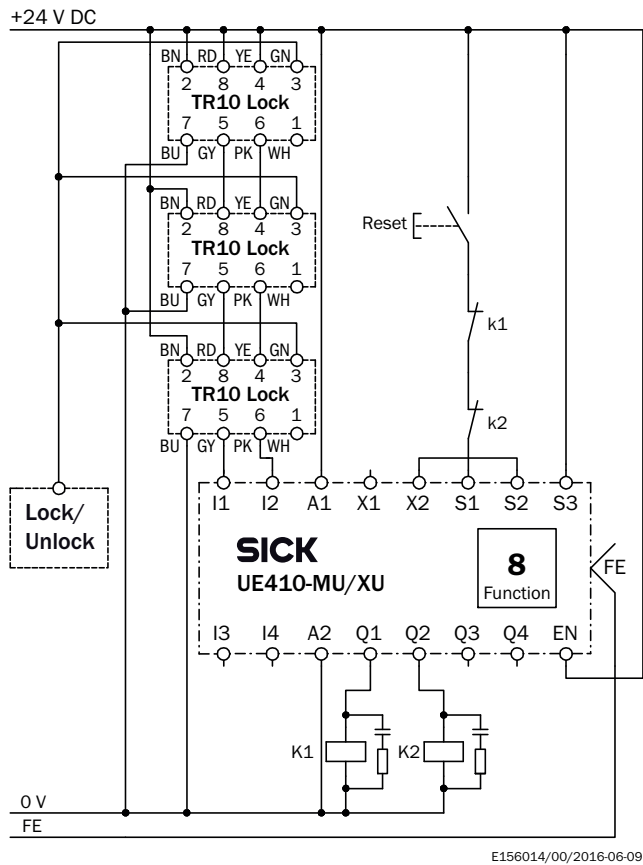 +24 V DC
BN RD YE GN
2 8 4 3
TR10 Lock
7 5 6 1
BU GY PK WH
BN RD YE GN
2 8 4 3
TR10 Lock
7 5 6 1
BU GY PK WH
Reset
k1
BN RD YE GN
2 8 4 3
TR10 Lock
7 5 6 1
BU GY PK WH
k2
Lock/
Unlock
I1 I2 A1 X1 X2 S1 S2 S3
SICK
UE410-MU/XU
8
Function
FE
I3 I4 A2 Q1 Q2 Q3 Q4 EN
K1 K2
0 V
FE
E156014/00/2016-06-09